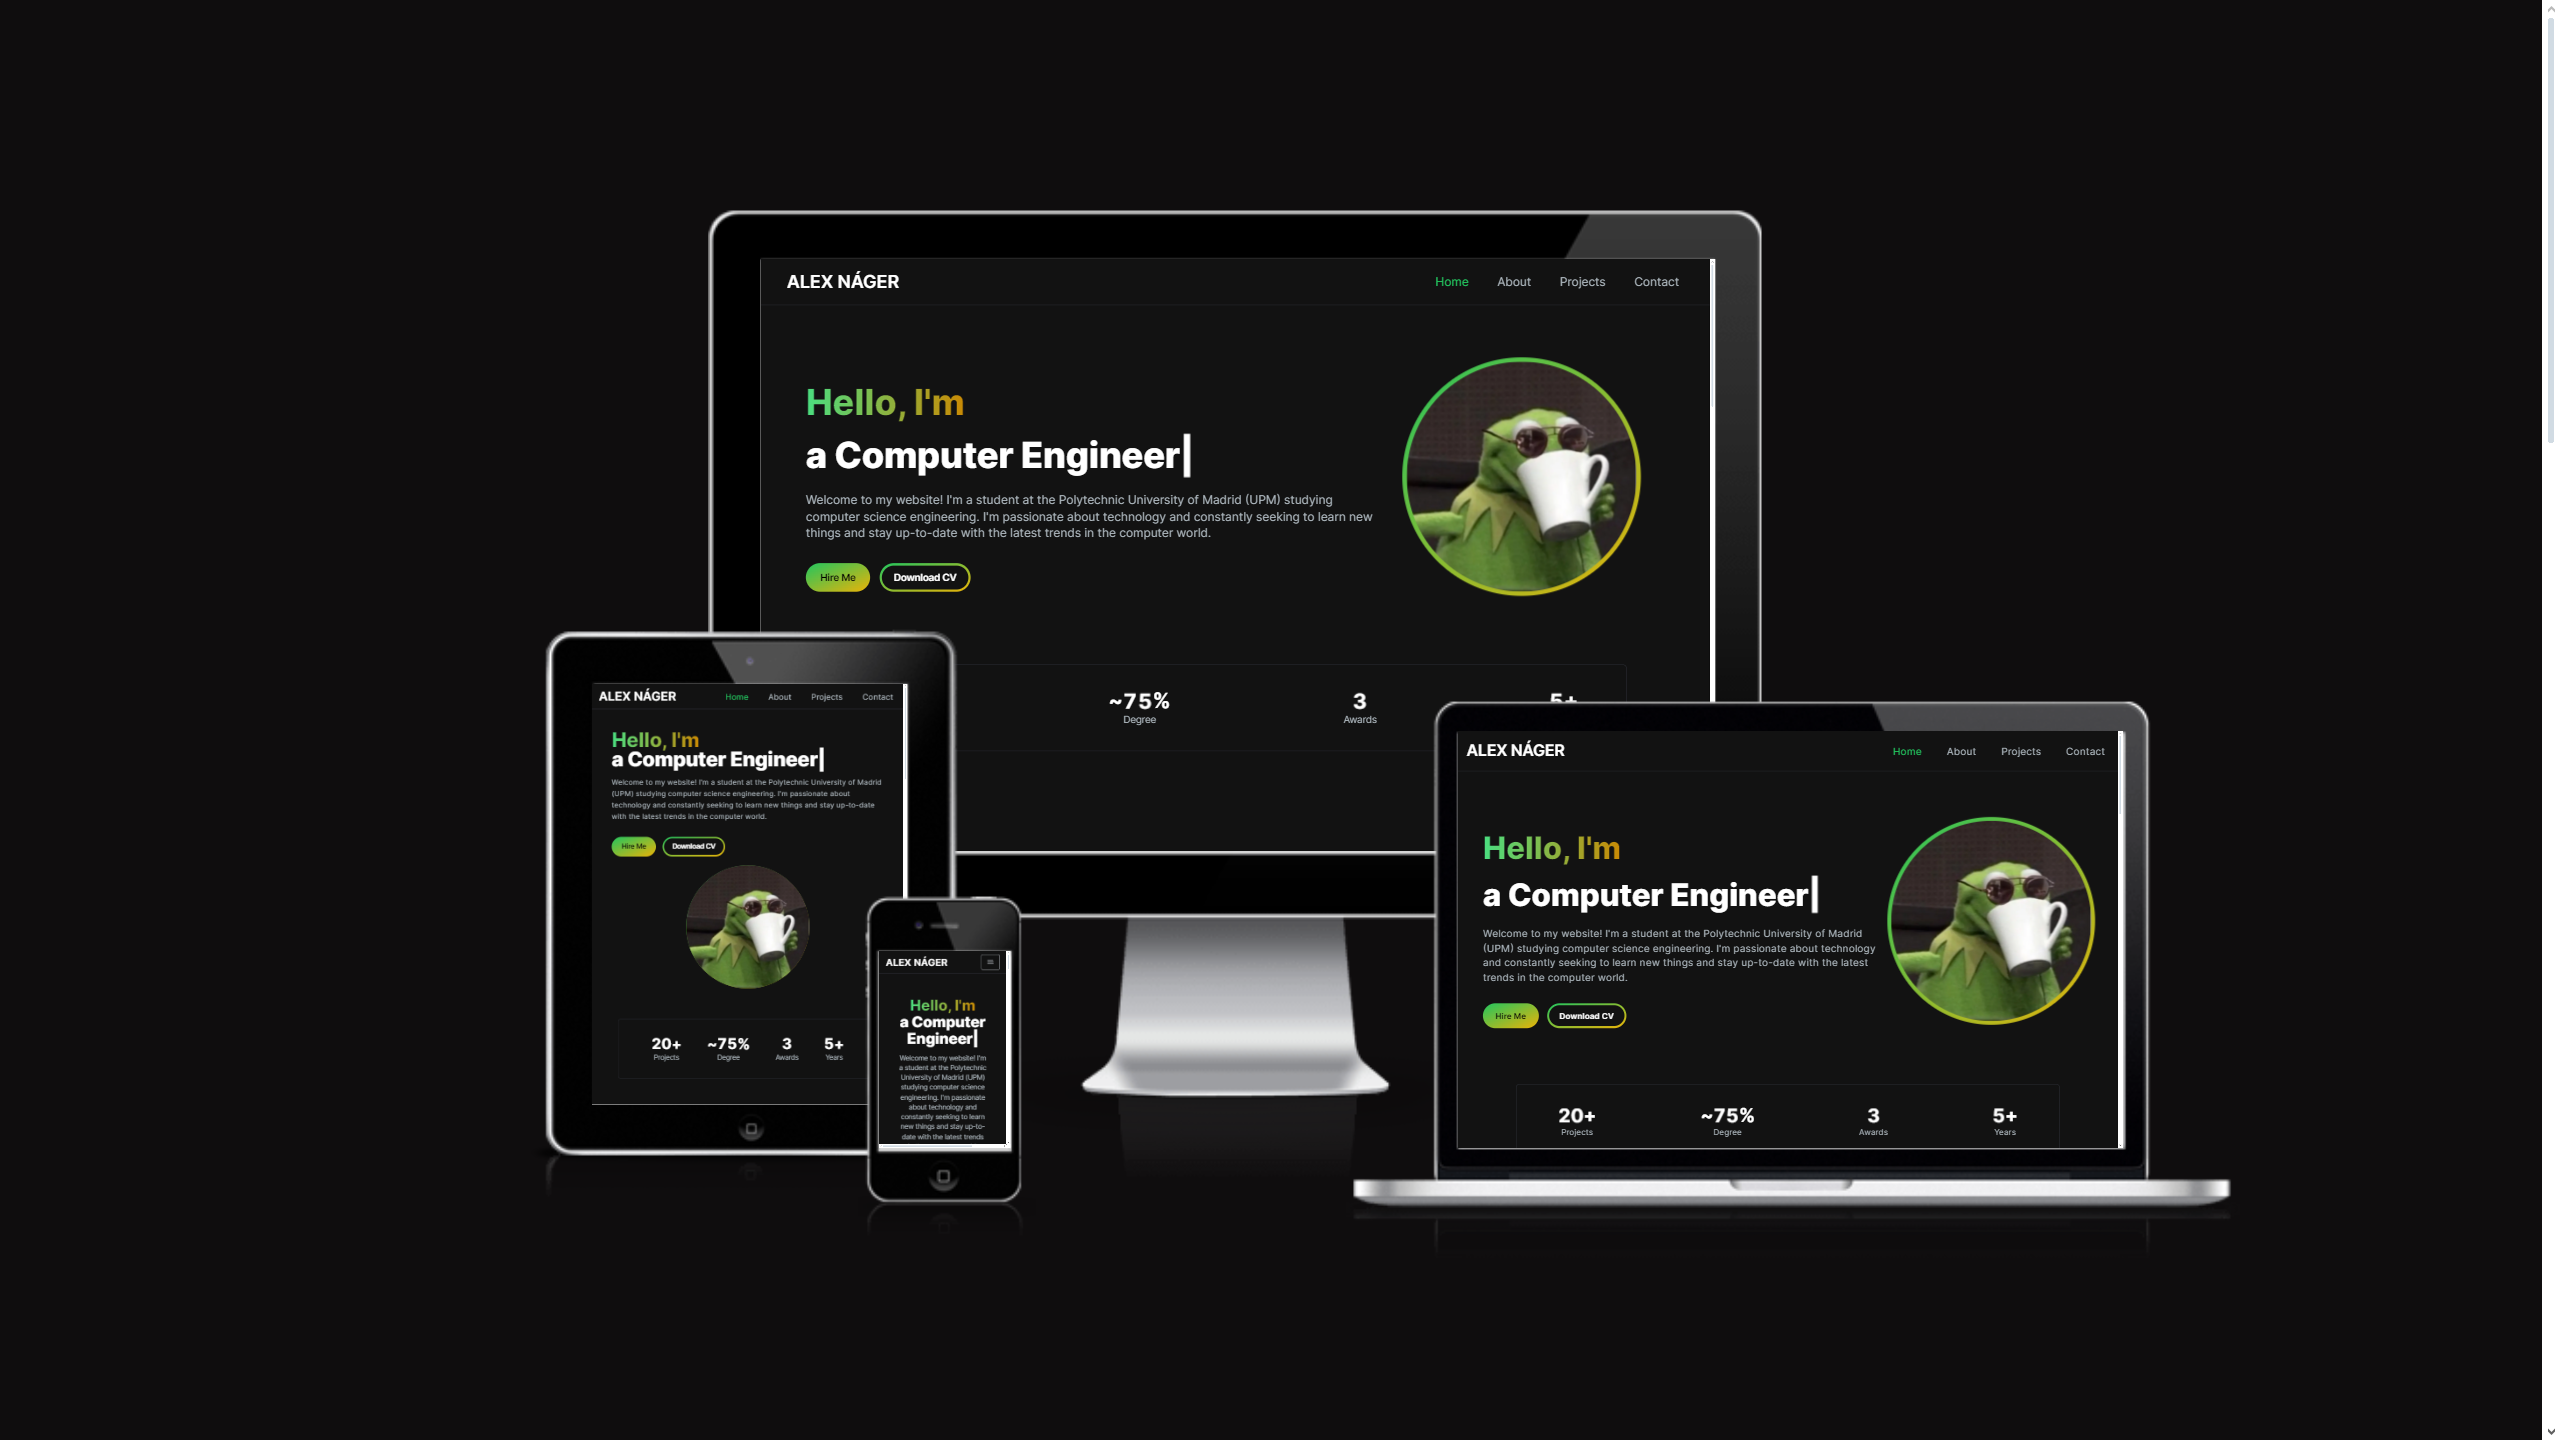 ALEX NÁGER
Home About Projects Contact
Hello, I'm
a Computer Engineer
Welcome to my website! I'm a student at the Polytechnic University of Madrid (UPM) studying
computer science engineering. I'm passionate about technology and constantly seeking to learn new
things and stay up-to-date with the latest trends in the computer world.
Hire Me Download CV
~75% 3 5+
Degree Awards
ALEX NÁGER Home About Projects Contact
Hello, I'm
a Computer Engineer
Welcome to my website! I'm a student at the Polytechnic University of Madrid
(UPM) studying computer science engineering. I'm passionate about
technology and constantly seeking to learn new things and stay up-to-date
with the latest trends in the computer world.
Hire Me Download CV
20+ ~75% 3 5+
Projects Degree Awards Years
ALEX NÁGER
Hello, I'm
a Computer
Engineer
Welcome to my website! I'm
a student at the Polytechnic
University of Madrid (UPM)
studying computer science
engineering. I'm passionate
about technology and
constantly seeking to learn
new things and stay up-to-
date with the latest trends
ALEX NÁGER Home About Projects Contact
Hello, I'm
a Computer Engineer
Welcome to my website! I'm a student at the Polytechnic University of Madrid
(UPM) studying computer science engineering. I'm passionate about technology
and constantly seeking to learn new things and stay up-to-date with the latest
trends in the computer world.
Hire Me Download CV
20+ ~75% 3 5+
Projects Degree Awards Years